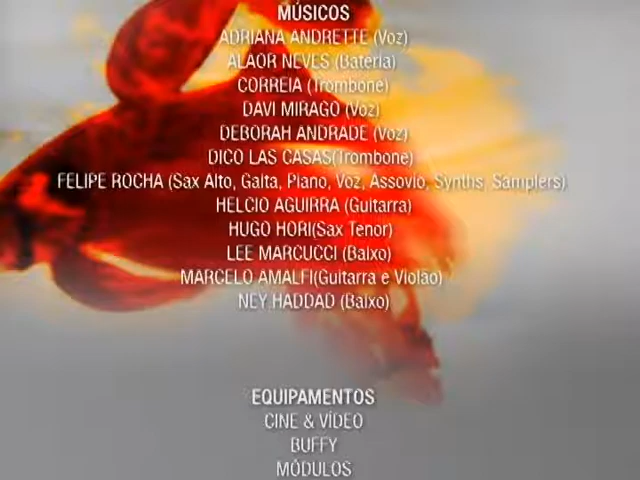 MÚSICOS
ADRIANA ANDRETTE (Voz)
ALAOR NEVES (Bateria)
CORREIA (Trombone)
DAVI MIRAGO (Voz)
DEBORAH ANDRADE (Voz)
DICO LAS CASAS(Trombone)
FELIPE ROCHA (Sax Alto, Gaita, Piano, Voz, Assovio, Synths, Samplers)
HELCIO AGUIRRA (Guitarra)
HUGO HORI(Sax Tenor)
LEE MARCUCCI (Baixo)
MARCELO AMALFI(Guitarra e Violão)
NEY HADDAD (Baixo)
EQUIPAMENTOS
CINE & VÍDEO
BUFFY
MÓDULOS